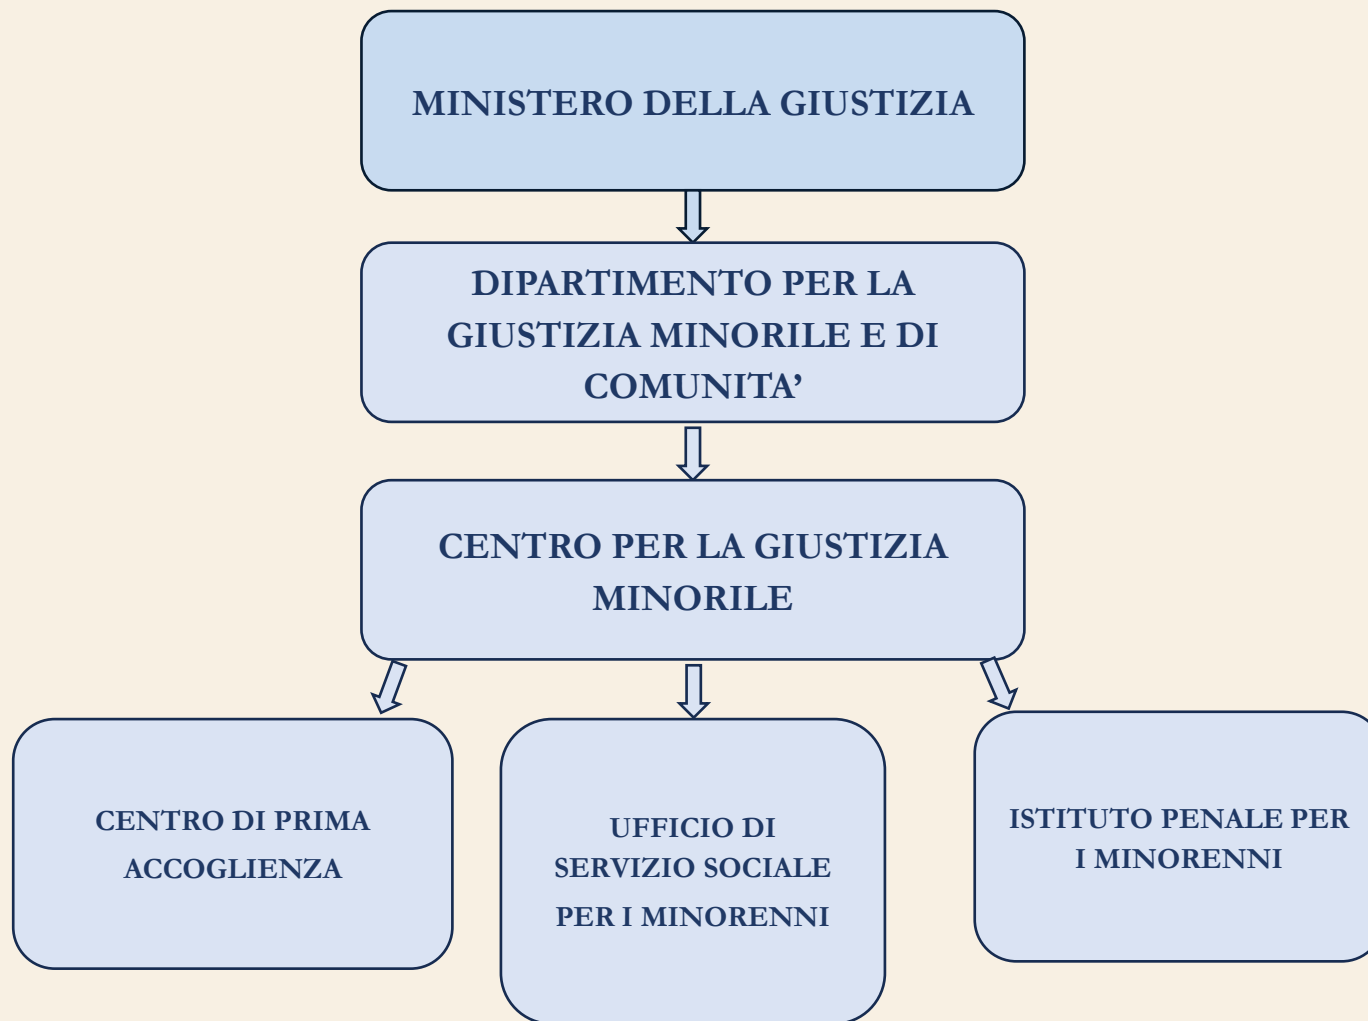 MINISTERO DELLA GIUSTIZIA
DIPARTIMENTO PER LA
GIUSTIZIA MINORILE E DI
COMUNITA’
CENTRO PER LA GIUSTIZIA
MINORILE
CENTRO DI PRIMA
ACCOGLIENZA
UFFICIO DI
SERVIZIO SOCIALE
PER I MINORENNI
ISTITUTO PENALE PER
I MINORENNI